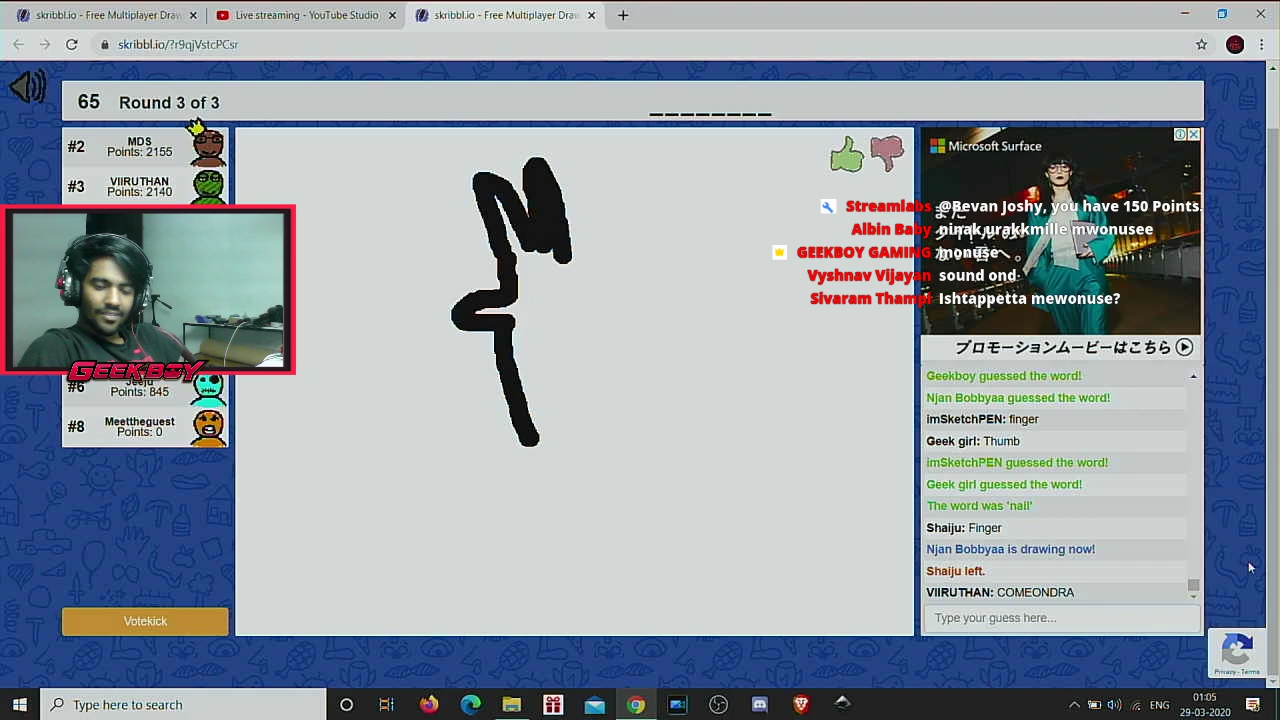 skribbl.io - Free Multiplayer Draw
Live streaming - YouTube Studio
skribbl.io - Free Multiplayer Draw
skribbl.io/?r9qjVstcPCsr
65 Round 3 of 3
________
#2 MDS
Points: 2155
#3 VIIRUTHAN
Points: 2140
GEEKBOY
#6 Jeeju
Points: 845
#8 Meettheguest
Points: 0
Votekick
Microsoft Surface
Streamlabs @Bevan Joshy, you have 150 Points.
Albin Baby ninak urakkmille mwonusee
GEEKBOY GAMING monuse
Vyshnav Vijayan sound ond
Sivaram Thampi Ishtappetta mewonuse?
プロモーションムービーはこちら
Geekboy guessed the word!
Njan Bobbyaa guessed the word!
imSketchPEN: finger
Geek girl: Thumb
imSketchPEN guessed the word!
Geek girl guessed the word!
The word was 'nail'
Shaiju: Finger
Njan Bobbyaa is drawing now!
Shaiju left.
VIIRUTHAN: COMEONDRA
Type your guess here...
Privacy - Terms
Type here to search
ENG
01:05
29-03-2020